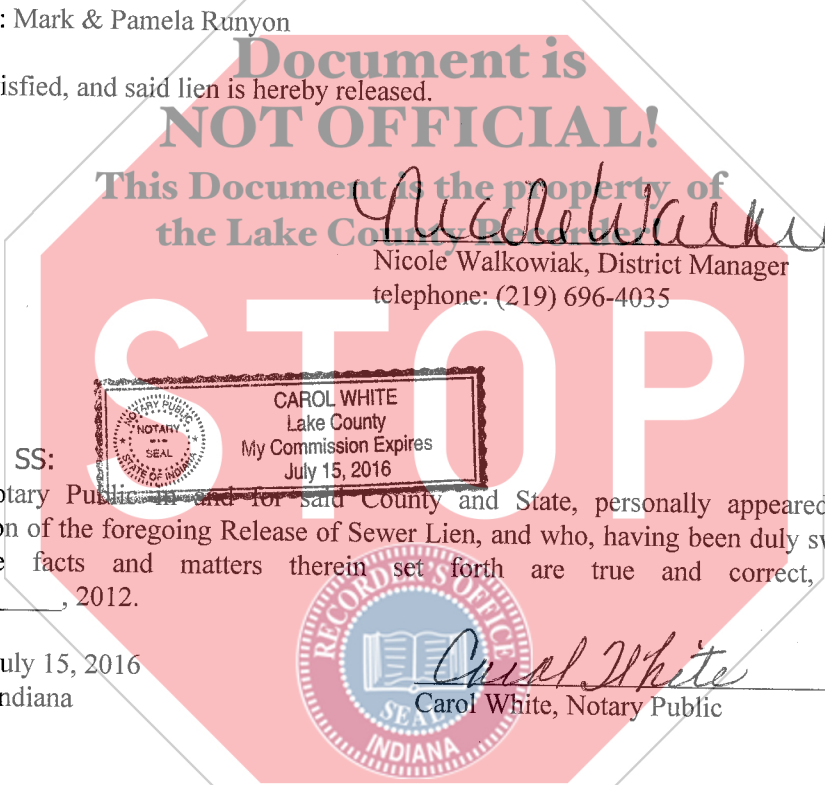 : Mark & Pamela Runyon
Document is
isfied, and said lien is hereby released.
NOT OFFICIAL!
This Document is the property of
the Lake County Recorder!
Nicole Walk
Nicole Walkowiak, District Manager
telephone: (219) 696-4035
STOP
NOTARY PUBLIC
NOTARY
SEAL
STATE OF INDIANA
CAROL WHITE
Lake County
My Commission Expires
July 15, 2016
SS:
otary Public in and for said County and State, personally appeared
on of the foregoing Release of Sewer Lien, and who, having been duly sw
e facts and matters therein set forth are true and correct,
, 2012.
RECORDER'S OFFICE
SEAL
INDIANA
uly 15, 2016
ndiana
Carol White
Carol White, Notary Public